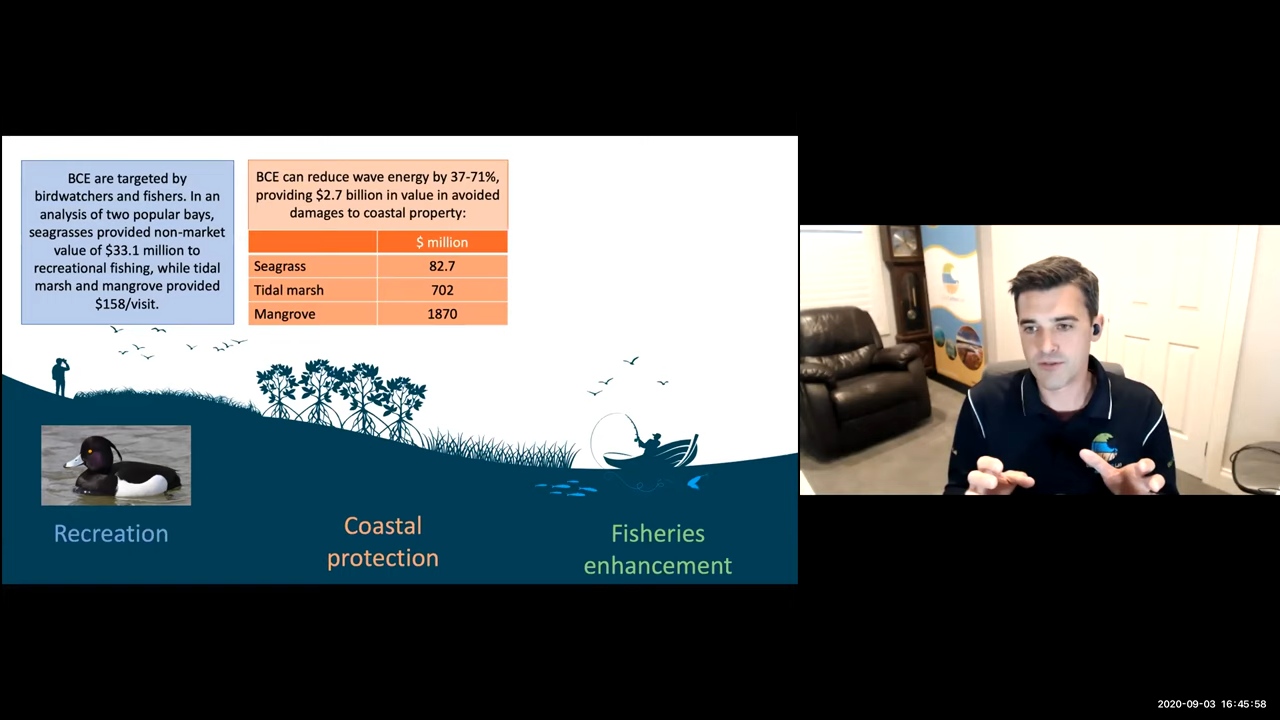 BCE are targeted by
birdwatchers and fishers. In an
analysis of two popular bays,
seagrasses provided non-market
value of $33.1 million to
recreational fishing, while tidal
marsh and mangrove provided
$158/visit.
BCE can reduce wave energy by 37-71%,
providing $2.7 billion in value in avoided
damages to coastal property:
$ million
Seagrass 82.7
Tidal marsh 702
Mangrove 1870
Recreation
Coastal
protection
Fisheries
enhancement
2020-09-03 16:45:58